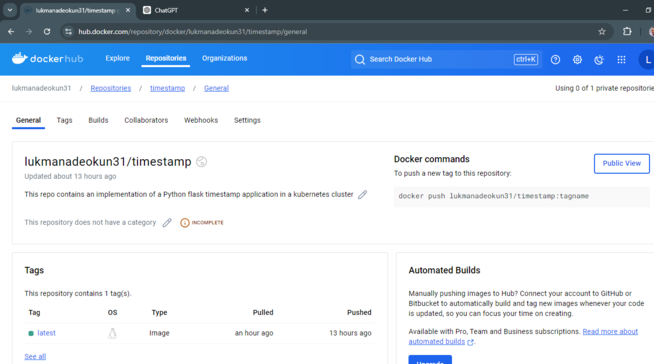 lukmanadeokun31/timestamp - c
ChatGPT
hub.docker.com/repository/docker/lukmanadeokun31/timestamp/general
dockerhub Explore Repositories Organizations Search Docker Hub ctrl+K L
lukmanadeokun31 / Repositories / timestamp / General Using 0 of 1 private repositorie
General Tags Builds Collaborators Webhooks Settings
lukmanadeokun31/timestamp
Updated about 13 hours ago
This repo contains an implementation of a Python flask timestamp application in a kubernetes cluster
This repository does not have a category INCOMPLETE
Docker commands
Public View
To push a new tag to this repository:
docker push lukmanadeokun31/timestamp:tagname
Tags
This repository contains 1 tag(s).
Tag OS Type Pulled Pushed
latest Image an hour ago 13 hours ago
See all
Automated Builds
Manually pushing images to Hub? Connect your account to GitHub or
Bitbucket to automatically build and tag new images whenever your code
is updated, so you can focus your time on creating.
Available with Pro, Team and Business subscriptions. Read more about
automated builds
Upgrade